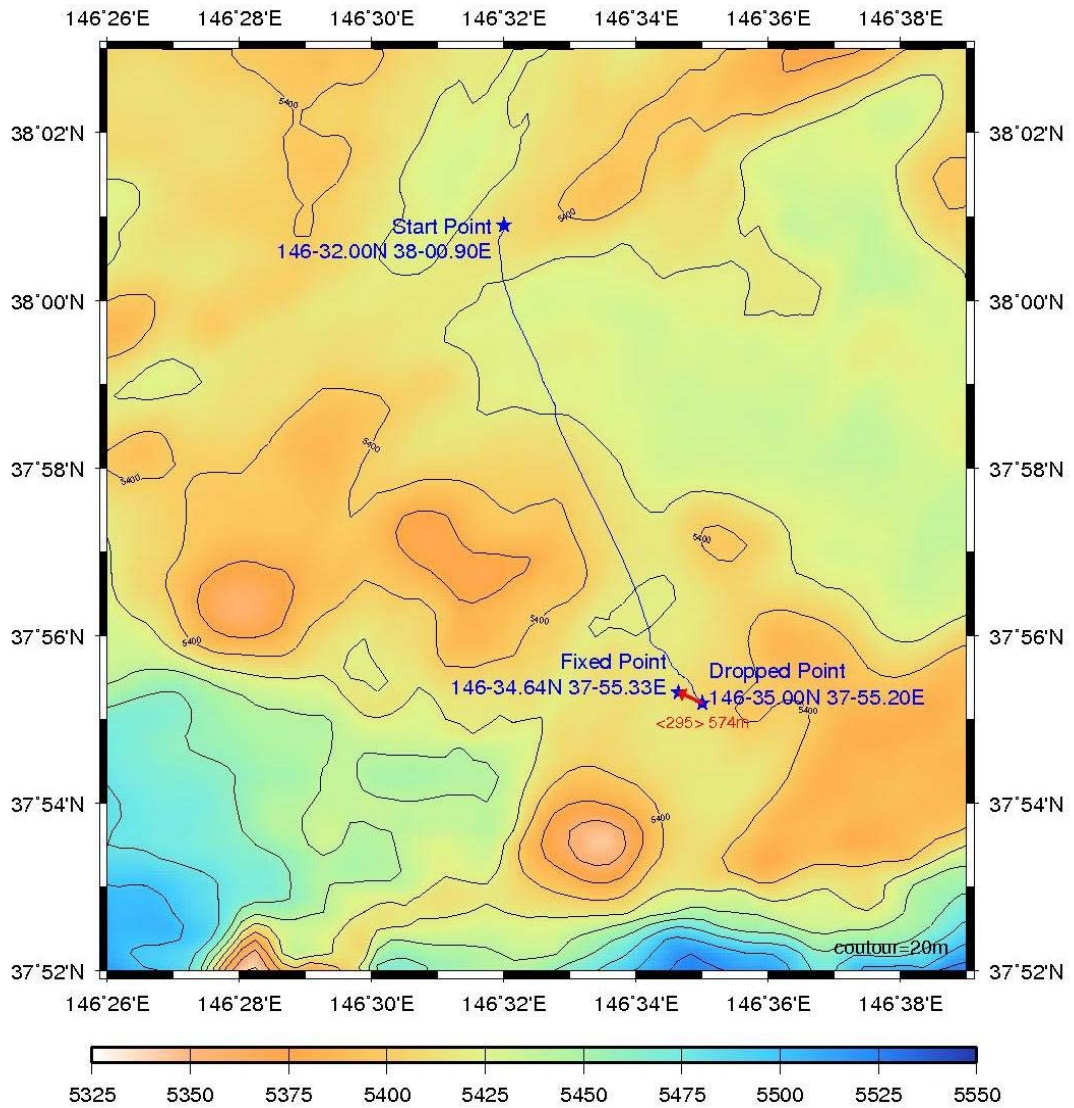 146°26'E 146°28'E 146°30'E 146°32'E 146°34'E 146°36'E 146°38'E
38°02'N 38°02'N
5400
5400
Start Point
146-32.00N 38-00.90E
38°00'N 38°00'N
5400
37°58'N 37°58'N
5400
5400
5400
37°56'N 37°56'N
5400
Fixed Point
146-34.64N 37-55.33E
Dropped Point
146-35.00N 37-55.20E
5400
<295> 574m
37°54'N 37°54'N
5400
coutour=20m
37°52'N 37°52'N
146°26'E 146°28'E 146°30'E 146°32'E 146°34'E 146°36'E 146°38'E
5325 5350 5375 5400 5425 5450 5475 5500 5525 5550